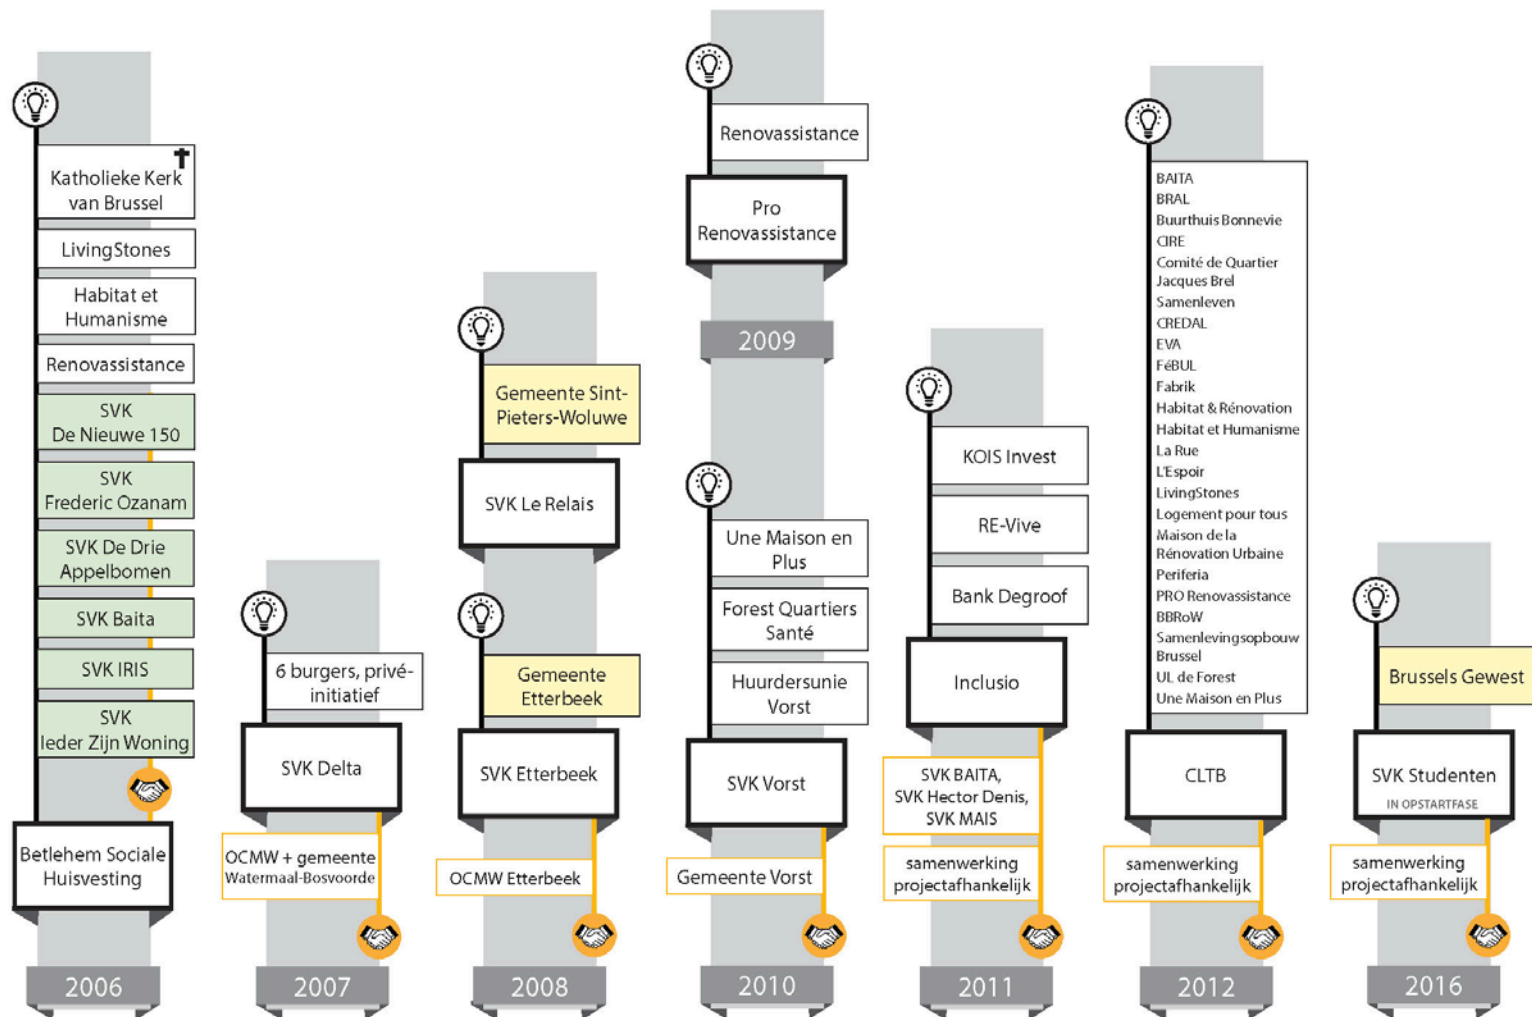 Katholieke Kerk
van Brussel
LivingStones
Habitat et
Humanisme
Renovassistance
SVK
De Nieuwe 150
SVK
Frederic Ozanam
SVK De Drie
Appelbomen
SVK Baita
SVK IRIS
SVK
Ieder Zijn Woning
Betlehem Sociale
Huisvesting
2006
6 burgers, privé-
initiatief
SVK Delta
OCMW + gemeente
Watermaal-Bosvoorde
2007
Gemeente Sint-
Pieters-Woluwe
SVK Le Relais
Gemeente
Etterbeek
SVK Etterbeek
OCMW Etterbeek
2008
Renovassistance
Pro
Renovassistance
2009
Une Maison en
Plus
Forest Quartiers
Santé
Huurdersunie
Vorst
SVK Vorst
Gemeente Vorst
2010
KOIS Invest
RE-Vive
Bank Degroof
Inclusio
SVK BAITA,
SVK Hector Denis,
SVK MAIS
samenwerking
projectafhankelijk
2011
BAITA
BRAL
Buurthuis Bonnevie
CIRE
Comité de Quartier
Jacques Brel
Samenleven
CREDAL
EVA
FéBUL
Fabrik
Habitat & Rénovation
Habitat et Humanisme
La Rue
L'Espoir
LivingStones
Logement pour tous
Maison de la
Rénovation Urbaine
Periferia
PRO Renovassistance
BBRoW
Samenlevingsopbouw
Brussel
UL de Forest
Une Maison en Plus
CLTB
samenwerking
projectafhankelijk
2012
Brussels Gewest
SVK Studenten
IN OPSTARTFASE
samenwerking
projectafhankelijk
2016